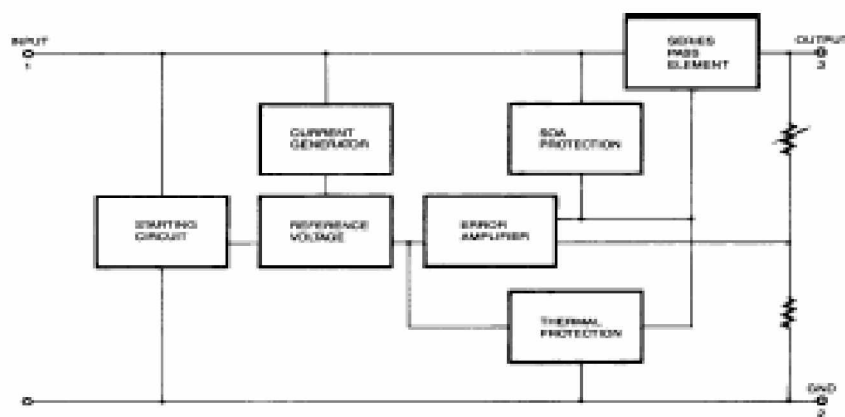 INPUT
1
SERIES
PASS
ELEMENT
OUTPUT
3
CURRENT
GENERATOR
SOA
PROTECTION
STARTING
CIRCUIT
REFERENCE
VOLTAGE
ERROR
AMPLIFIER
THERMAL
PROTECTION
GND
2